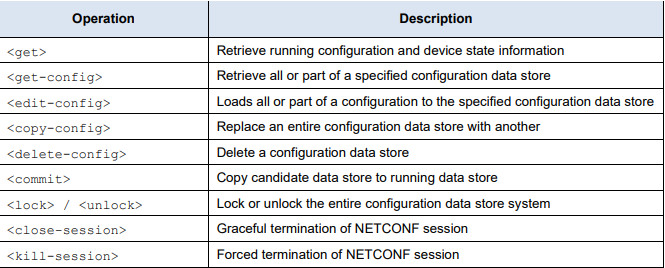 Operation Description
<get> Retrieve running configuration and device state information
<get-config> Retrieve all or part of a specified configuration data store
<edit-config> Loads all or part of a configuration to the specified configuration data store
<copy-config> Replace an entire configuration data store with another
<delete-config> Delete a configuration data store
<commit> Copy candidate data store to running data store
<lock> / <unlock> Lock or unlock the entire configuration data store system
<close-session> Graceful termination of NETCONF session
<kill-session> Forced termination of NETCONF session